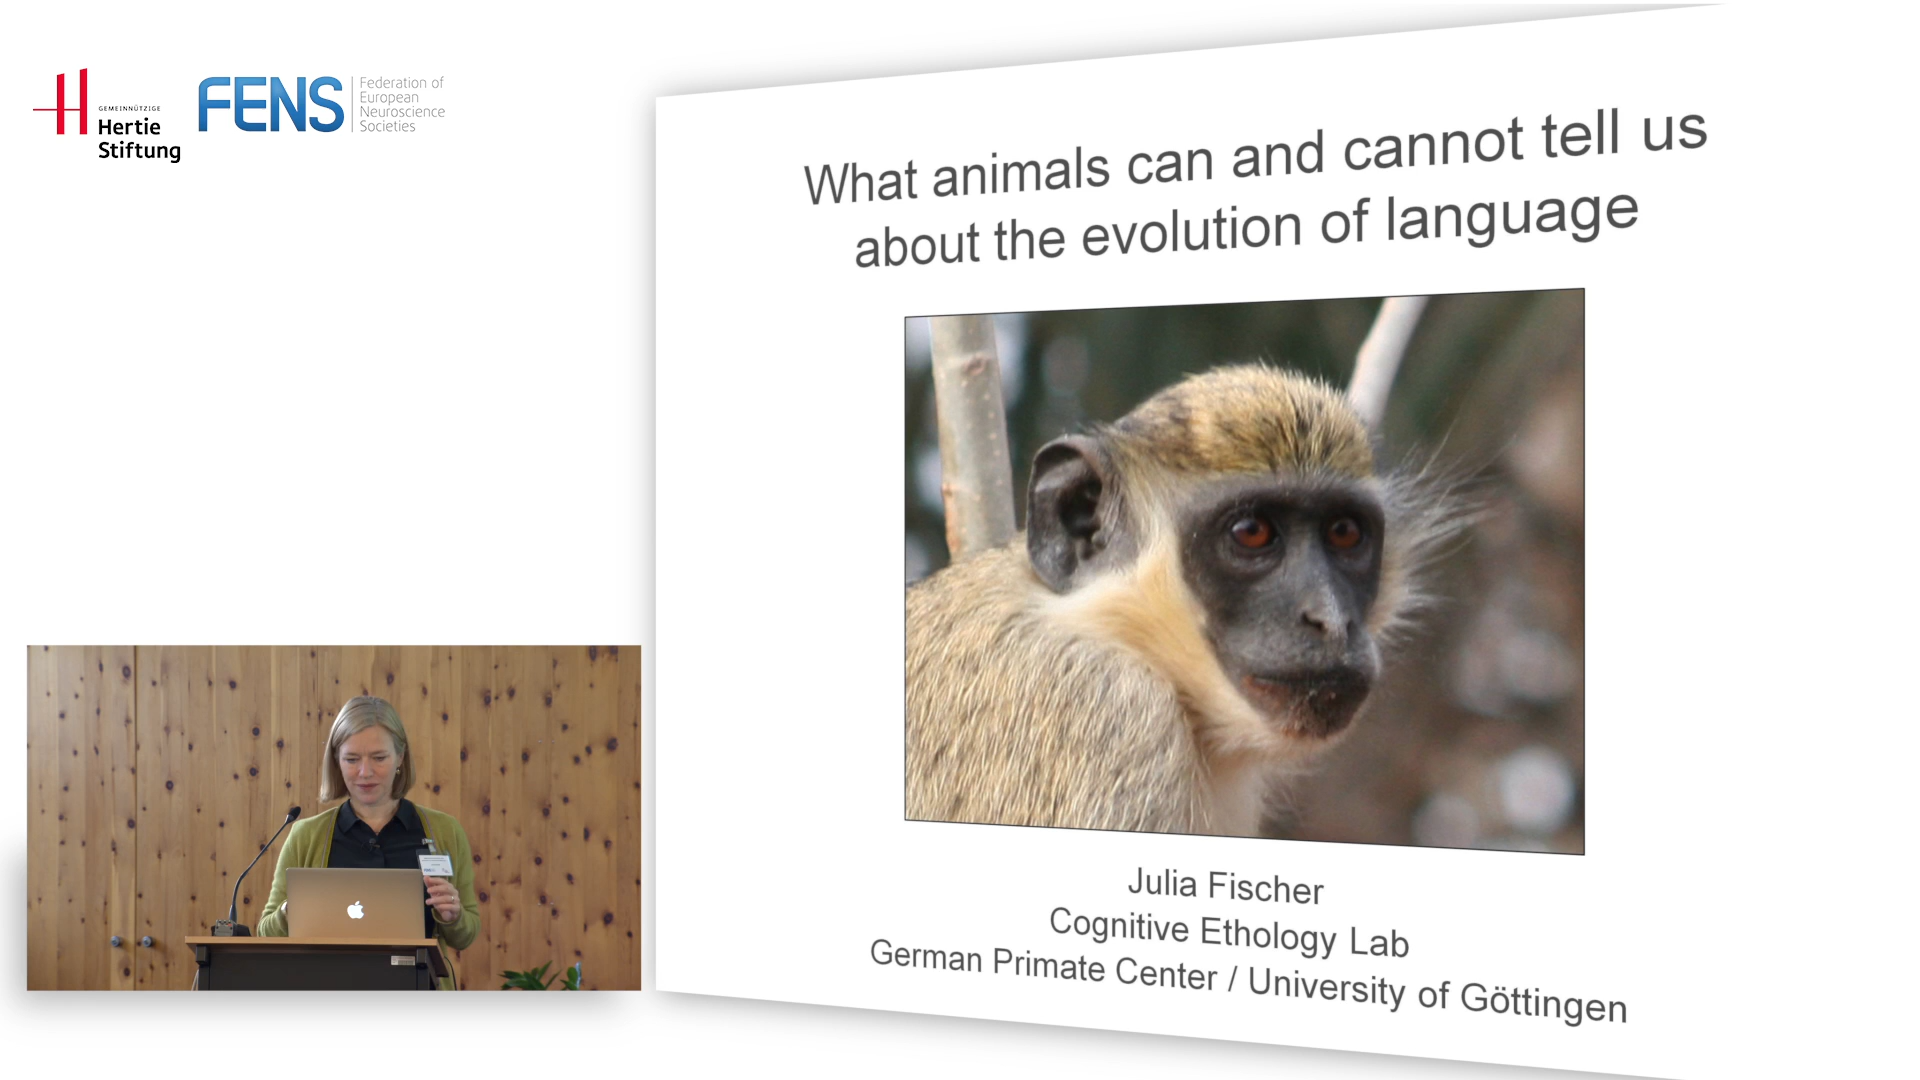 GEMEINNÜTZIGE
Hertie
Stiftung
FENS
Federation of
European
Neuroscience
Societies
What animals can and cannot tell us
about the evolution of language
Julia Fischer
Cognitive Ethology Lab
German Primate Center / University of Göttingen